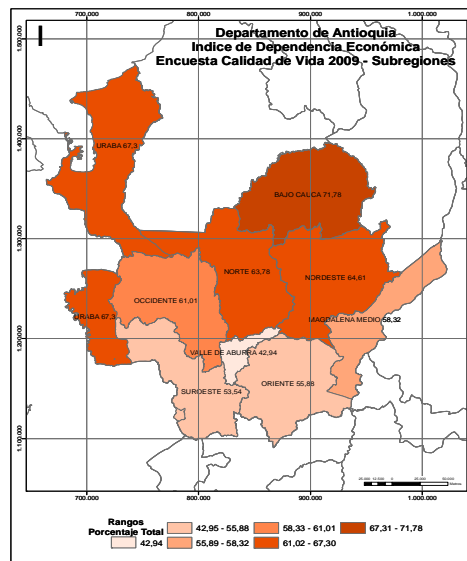 700.000
800.000
900.000
1.000.000
I
Departamento de Antioquia
Indice de Dependencia Económica
Encuesta Calidad de Vida 2009 - Subregiones
1.500.000
1.400.000
1.300.000
1.200.000
1.100.000
URABA 67,3
BAJO CAUCA 71,78
NORTE 63,78
NORDESTE 64,61
OCCIDENTE 61,01
URABA 67,3
MAGDALENA MEDIO 58,32
VALLE DE ABURRA 42,94
SUROESTE 53,54
ORIENTE 55,88
700.000
800.000
900.000
1.000.000
Rangos
Porcentaje Total
42,94
42,95 - 55,88
55,89 - 58,32
58,33 - 61,01
61,02 - 67,30
67,31 - 71,78